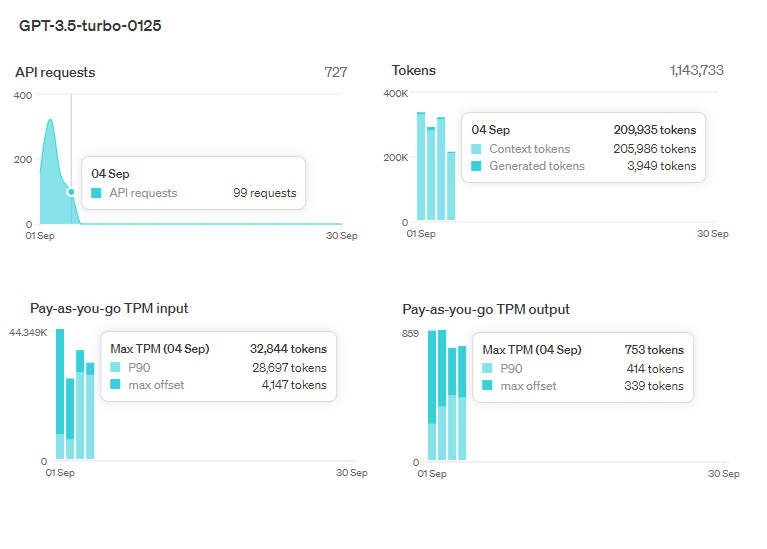 GPT-3.5-turbo-0125
API requests 727
400
200
0
01 Sep 30 Sep
04 Sep
API requests 99 requests
Tokens 1,143,733
400K
200K
0
01 Sep 30 Sep
04 Sep 209,935 tokens
Context tokens 205,986 tokens
Generated tokens 3,949 tokens
Pay-as-you-go TPM input
44.349K
0
01 Sep 30 Sep
Max TPM (04 Sep) 32,844 tokens
P90 28,697 tokens
max offset 4,147 tokens
Pay-as-you-go TPM output
859
0
01 Sep 30 Sep
Max TPM (04 Sep) 753 tokens
P90 414 tokens
max offset 339 tokens